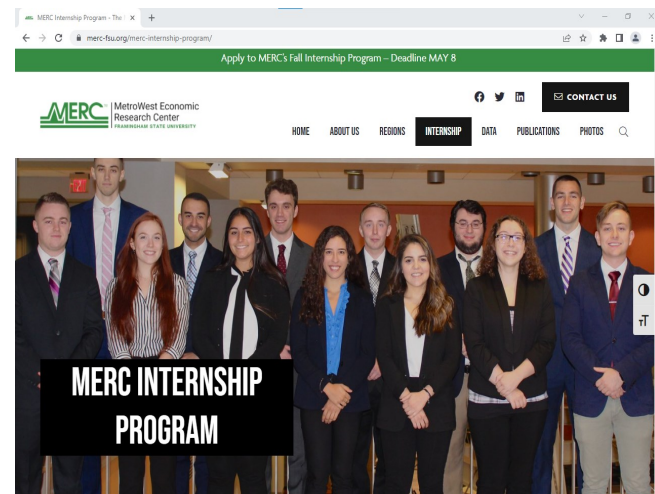 MERC Internship Program - The
merc-fsu.org/merc-internship-program/
Apply to MERC's Fall Internship Program – Deadline MAY 8
CONTACT US
MERC
MetroWest Economic
Research Center
FRAMINGHAM STATE UNIVERSITY
HOME ABOUT US REGIONS INTERNSHIP DATA PUBLICATIONS PHOTOS
TT
MERC INTERNSHIP
PROGRAM